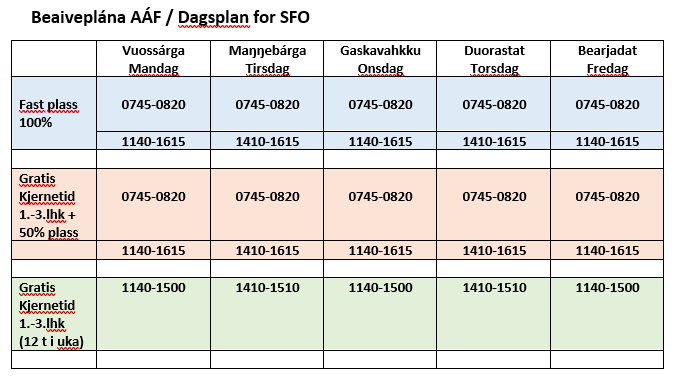 Beaiveplána AÁF / Dagsplan for SFO
Vuossárga Maŋŋebárga Gaskavahkku Duorastat Bearjadat
Mandag Tirsdag Onsdag Torsdag Fredag
Fast plass 0745-0820 0745-0820 0745-0820 0745-0820 0745-0820
100%
1140-1615 1410-1615 1140-1615 1410-1615 1140-1615
Gratis
Kjernetid 0745-0820 0745-0820 0745-0820 0745-0820 0745-0820
1.-3.lhk +
50% plass
1140-1615 1410-1615 1140-1615 1410-1615 1140-1615
Gratis 1140-1500 1410-1510 1140-1500 1410-1510 1140-1500
Kjernetid
1.-3.lhk
(12 t i uka)